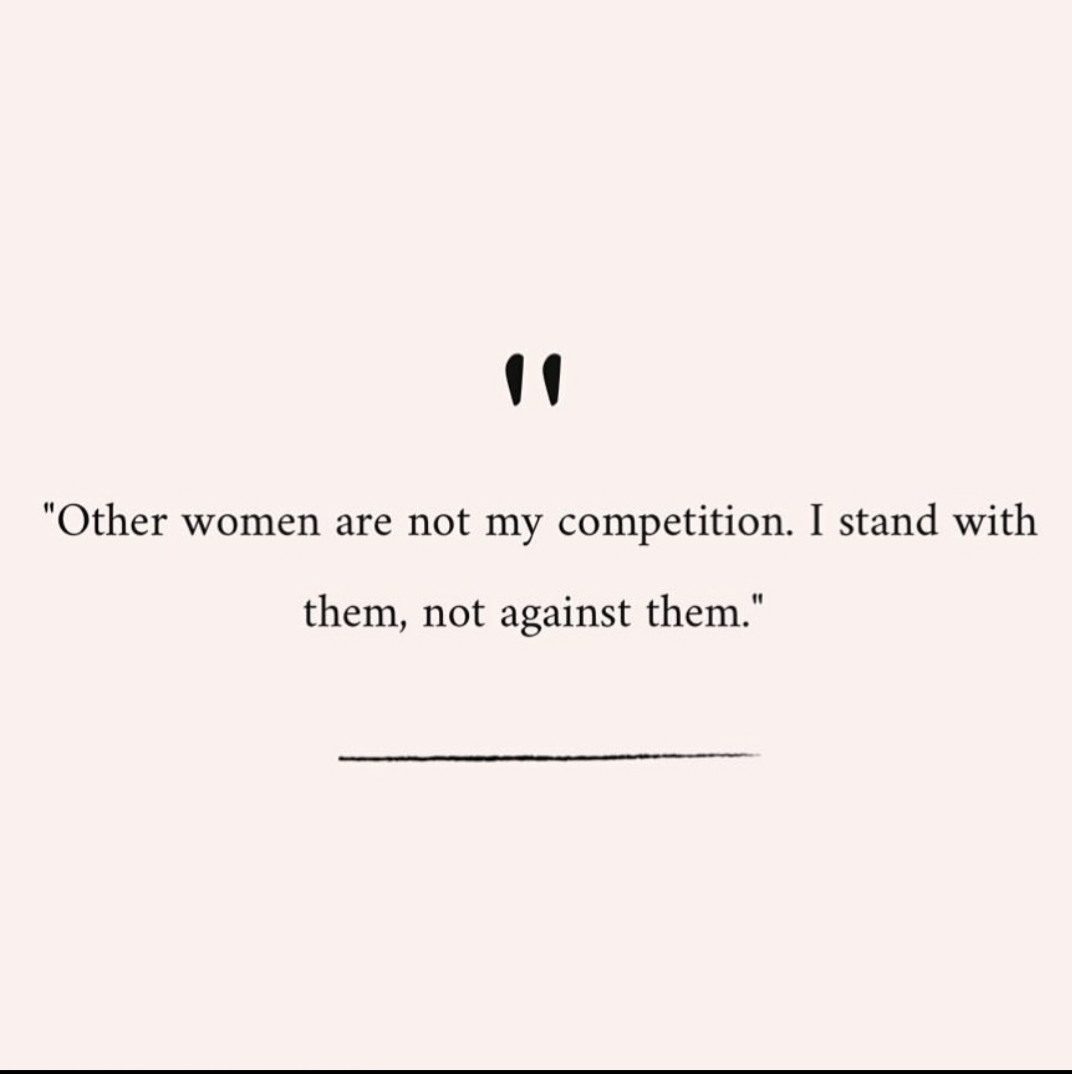 "
"Other women are not my competition. I stand with
them, not against them."